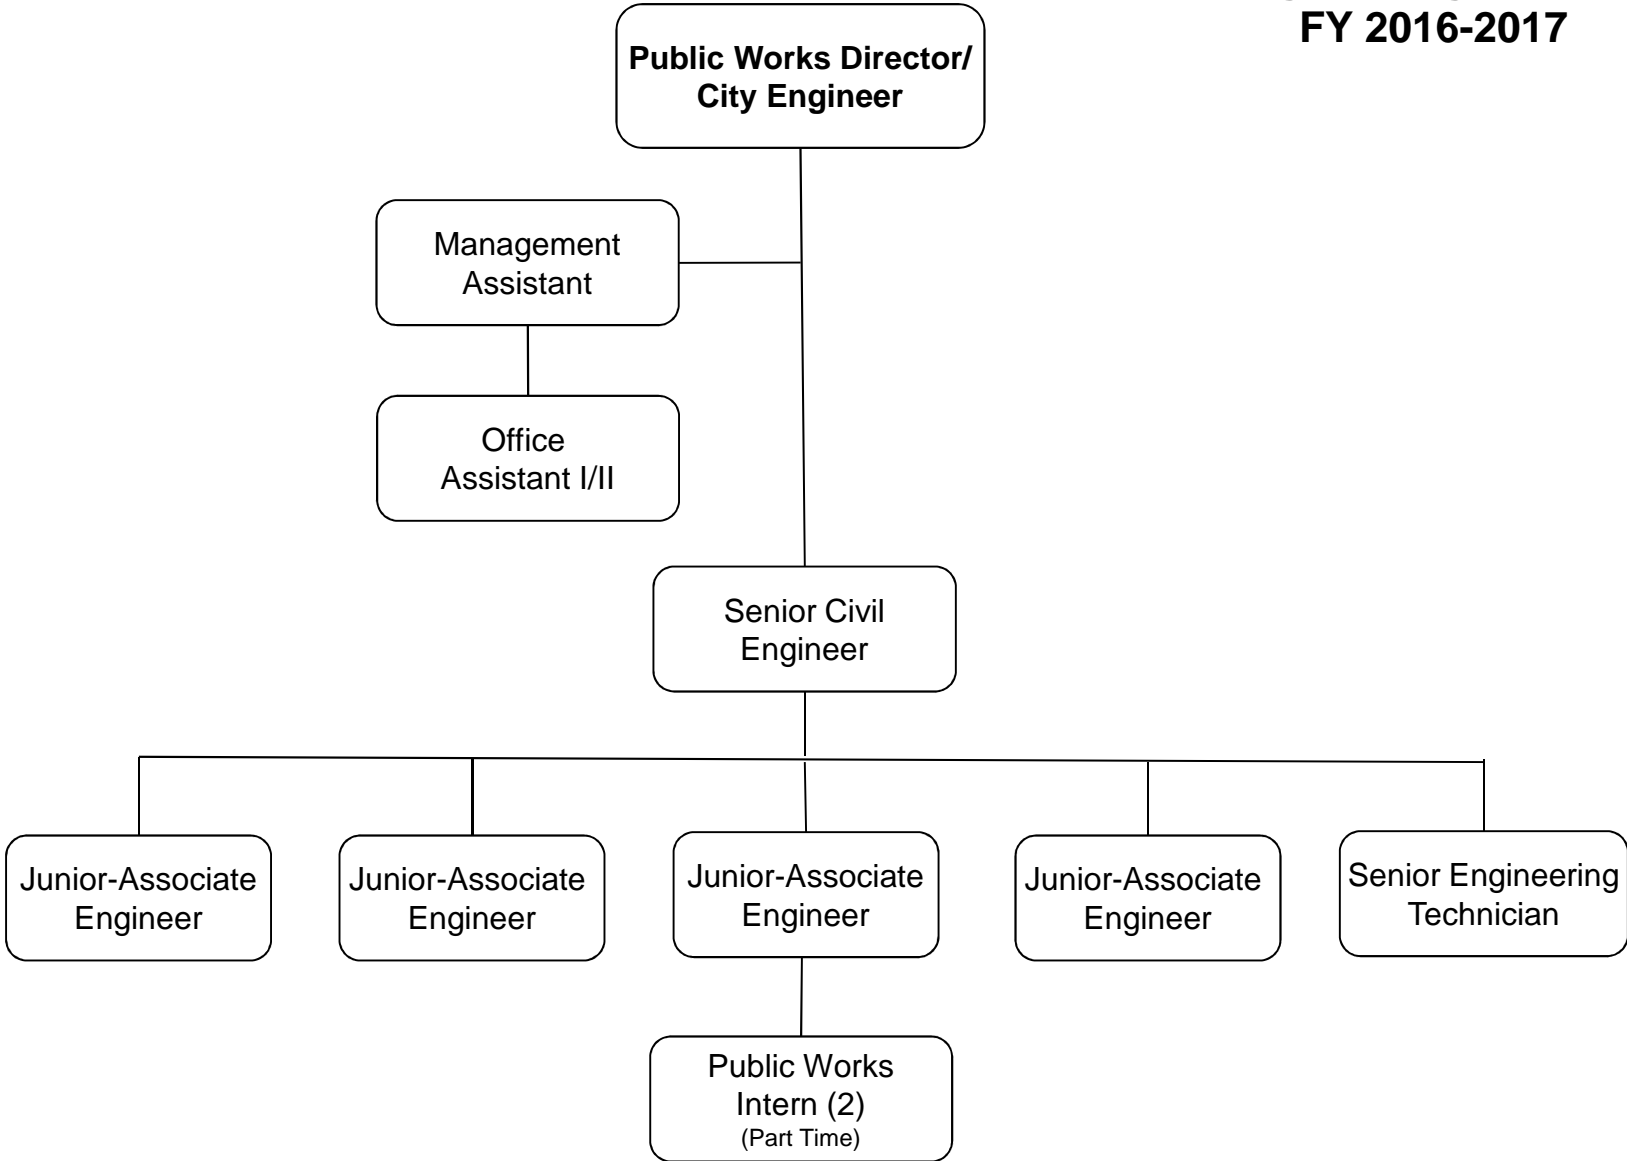 FY 2016-2017
Public Works Director/
City Engineer
Management
Assistant
Office
Assistant I/II
Senior Civil
Engineer
Junior-Associate
Engineer
Junior-Associate
Engineer
Junior-Associate
Engineer
Junior-Associate
Engineer
Senior Engineering
Technician
Public Works
Intern (2)
(Part Time)